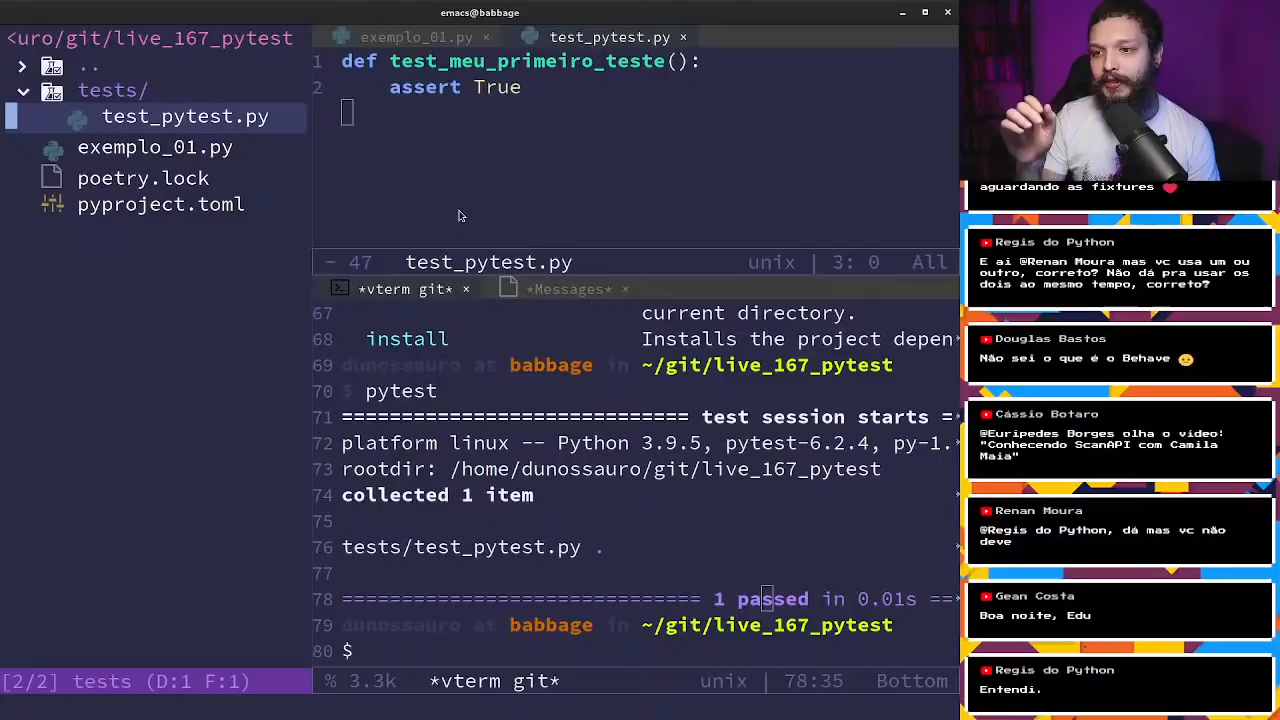 emacs@babbage
<uro/git/live_167_pytest
..
tests/
test_pytest.py
exemplo_01.py
poetry.lock
pyproject.toml
[2/2] tests (D:1 F:1)
exemplo_01.py ×
test_pytest.py ×
1 def test_meu_primeiro_teste():
2 assert True
- 47 test_pytest.py unix | 3: 0 All
*vterm git* ×
*Messages* ×
67 current directory.
68 install Installs the project depen
69 dunossauro at babbage in ~/git/live_167_pytest
70 $ pytest
71 ============================= test session starts =
72 platform linux -- Python 3.9.5, pytest-6.2.4, py-1.
73 rootdir: /home/dunossauro/git/live_167_pytest
74 collected 1 item
75
76 tests/test_pytest.py .
77
78 ============================== 1 passed in 0.01s ==
79 dunossauro at babbage in ~/git/live_167_pytest
80 $
% 3.3k *vterm git* unix | 78:35 Bottom
aguardando as fixtures ❤
Regis do Python
E ai @Renan Moura mas vc usa um ou
outro, correto? Não dá pra usar os
dois ao mesmo tempo, correto?
Douglas Bastos
Não sei o que é o Behave
Cássio Botaro
@Eurípedes Borges olha o vídeo!
"Conhecendo ScanAPI com Camila
Maia"
Renan Moura
@Regis do Python, dá mas vc não
deve
Gean Costa
Boa noite, Edu
Regis do Python
Entendi.